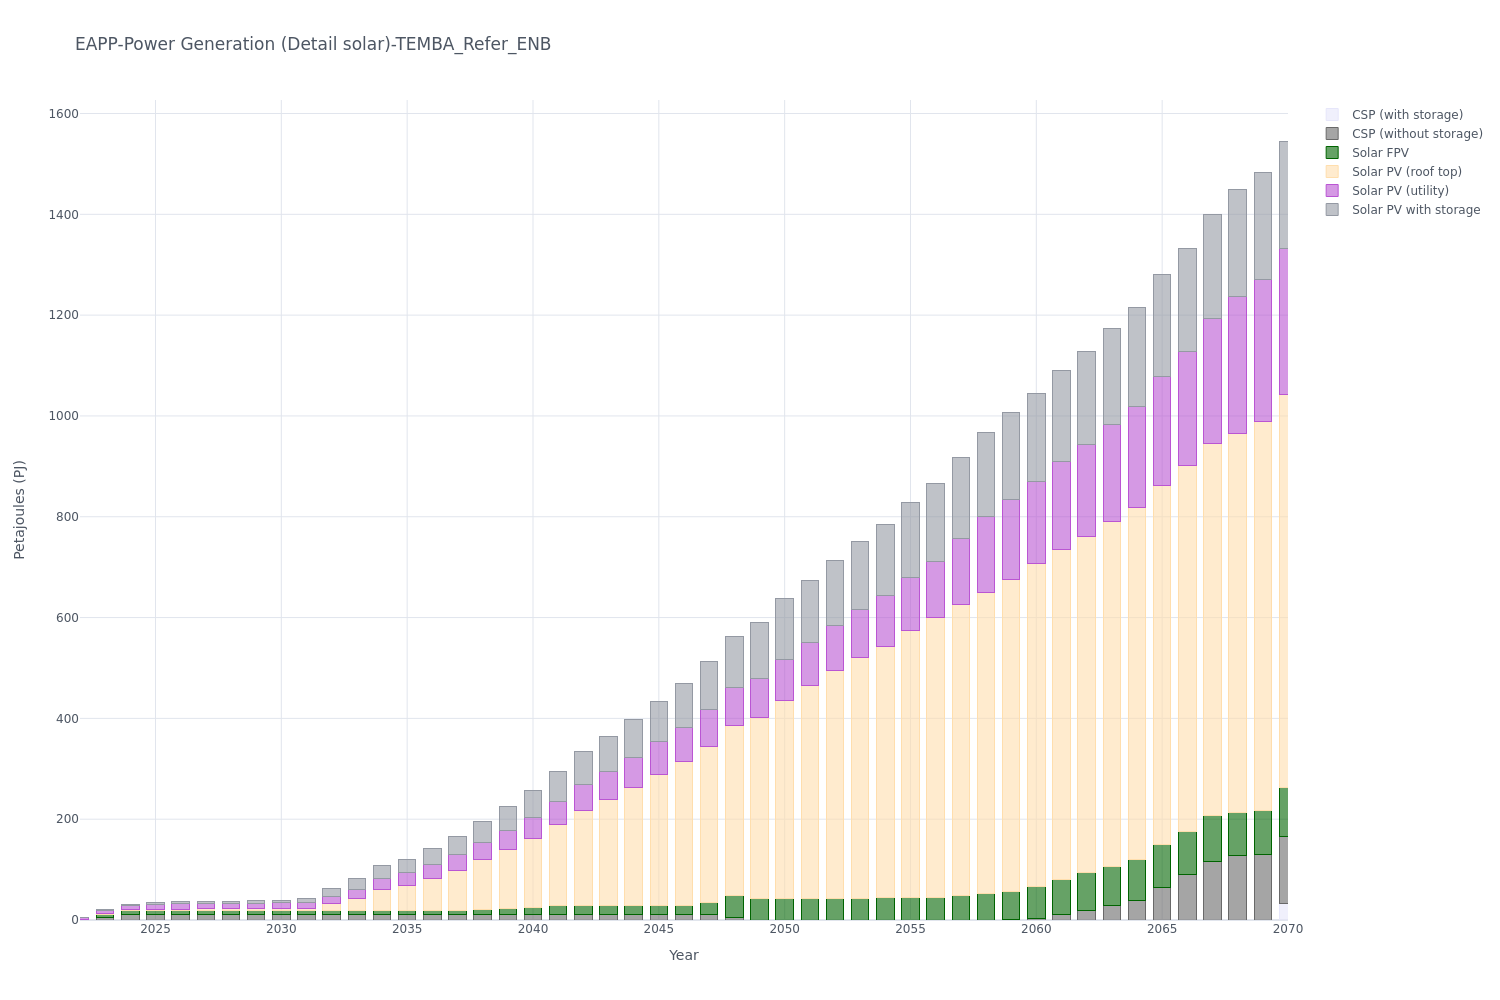 EAPP-Power Generation (Detail solar)-TEMBA_Refer_ENB
CSP (with storage)
CSP (without storage)
Solar FPV
Solar PV (roof top)
Solar PV (utility)
Solar PV with storage
Petajoules (PJ)
1600
1400
1200
1000
800
600
400
200
0
2025 2030 2035 2040 2045 2050 2055 2060 2065 2070
Year